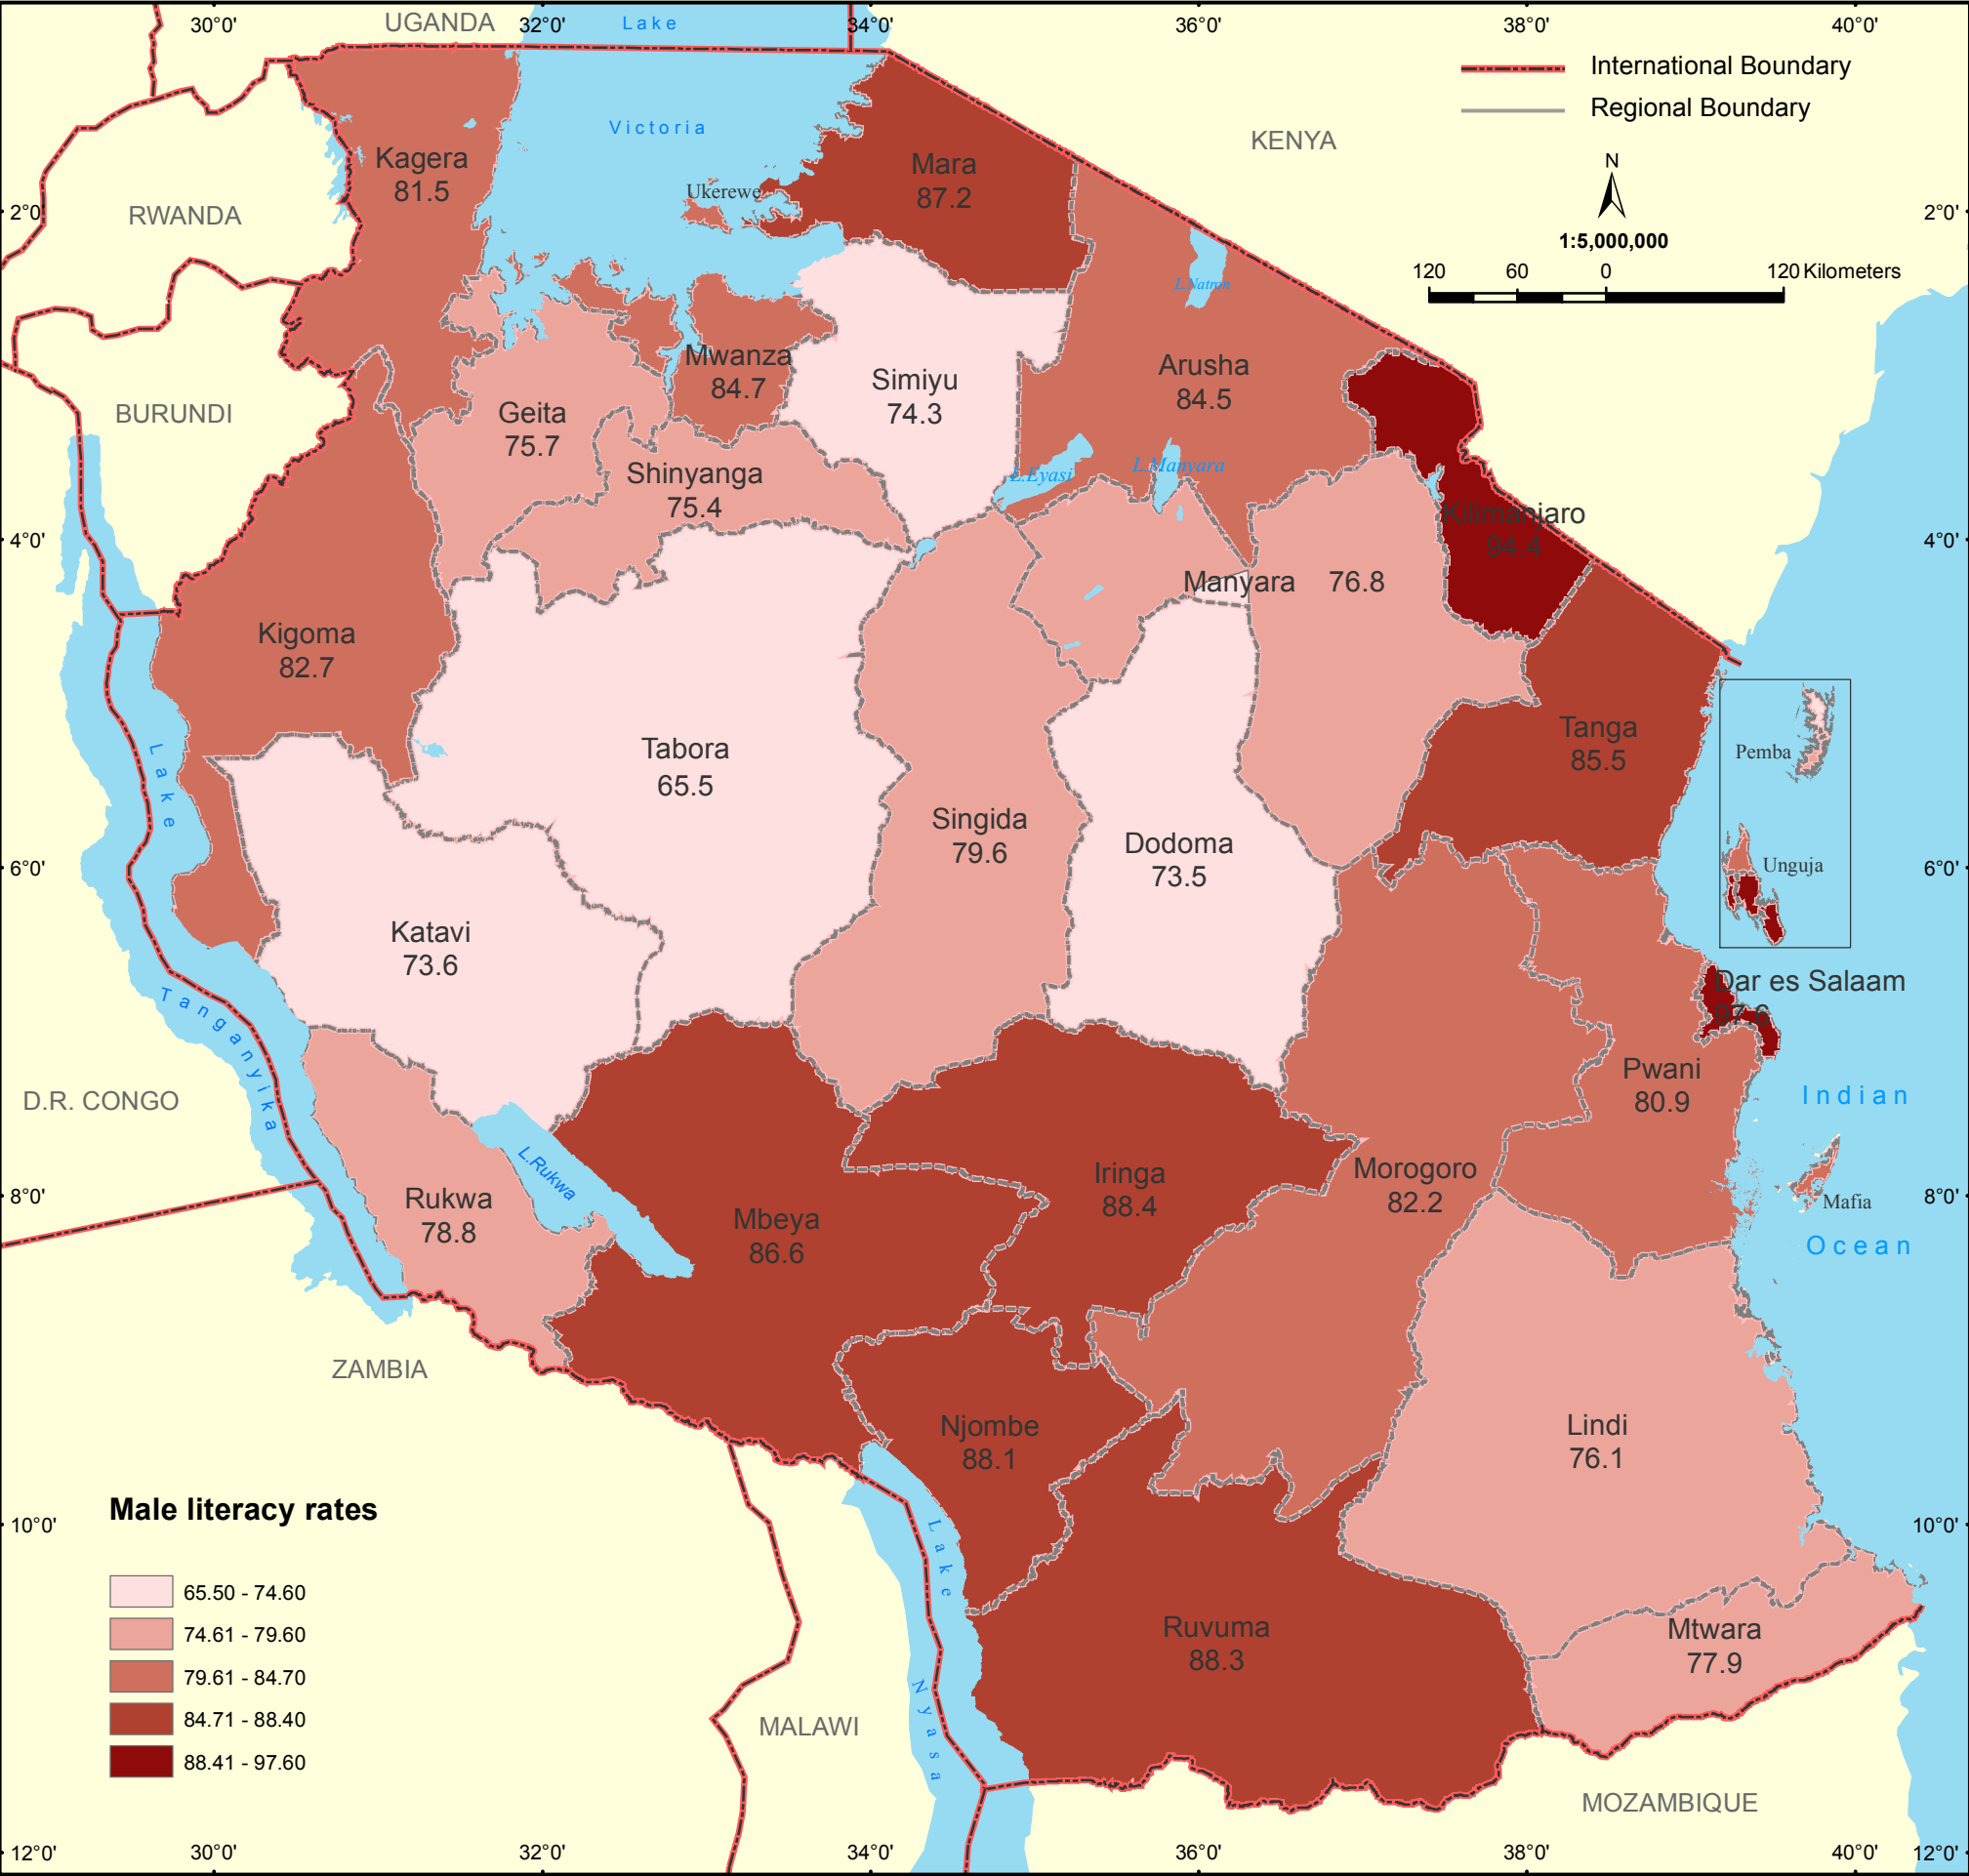 30°0'
32°0'
34°0'
36°0'
38°0'
40°0'
UGANDA
Lake
Victoria
International Boundary
Regional Boundary
KENYA
N
1:5,000,000
120 60 0 120 Kilometers
2°0'
2°0'
RWANDA
Kagera
81.5
Ukerewe
Mara
87.2
L.Natron
BURUNDI
Mwanza
84.7
Simiyu
74.3
Arusha
84.5
Geita
75.7
Shinyanga
75.4
L.Eyasi
L.Manyara
Kilimanjaro
94.4
4°0'
4°0'
Manyara 76.8
Kigoma
82.7
Tabora
65.5
Tanga
85.5
Pemba
Unguja
Singida
79.6
Dodoma
73.5
6°0'
6°0'
Katavi
73.6
Dar es Salaam
97.6
Lake
Tanganyika
D.R. CONGO
Pwani
80.9
Indian
Ocean
L.Rukwa
Rukwa
78.8
Mbeya
86.6
Iringa
88.4
Morogoro
82.2
Mafia
8°0'
8°0'
ZAMBIA
Njombe
88.1
Lindi
76.1
10°0'
10°0'
Lake
Nyasa
Ruvuma
88.3
Mtwara
77.9
MALAWI
MOZAMBIQUE
Male literacy rates
65.50 - 74.60
74.61 - 79.60
79.61 - 84.70
84.71 - 88.40
88.41 - 97.60
12°0'
30°0'
32°0'
34°0'
36°0'
38°0'
40°0'
12°0'